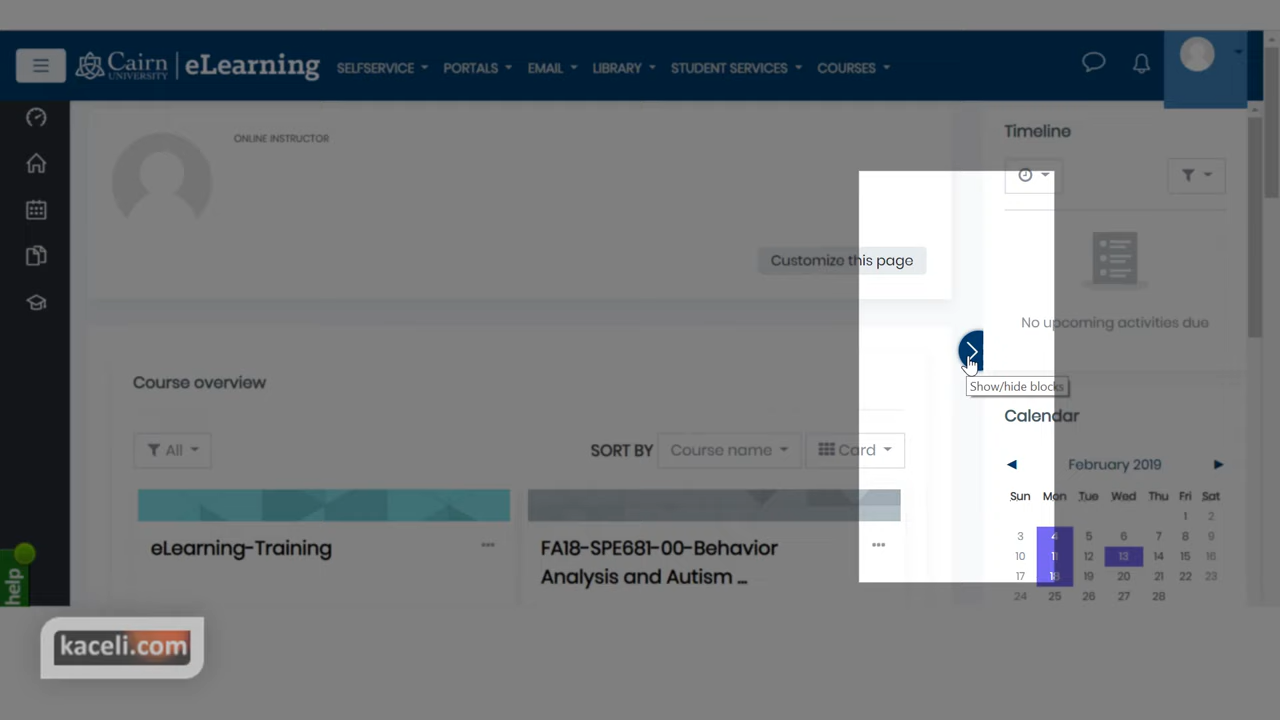 Cairn UNIVERSITY eLearning SELFSERVICE PORTALS EMAIL LIBRARY STUDENT SERVICES COURSES
ONLINE INSTRUCTOR
Customize this page
Timeline
No upcoming activities due
Show/hide blocks
Course overview
All
SORT BY Course name Card
eLearning-Training
FA18-SPE681-00-Behavior
Analysis and Autism ...
Calendar
February 2019
Sun Mon Tue Wed Thu Fri Sat
1 2
3 4 5 6 7 8 9
10 11 12 13 14 15 16
17 18 19 20 21 22 23
24 25 26 27 28
help
kaceli.com